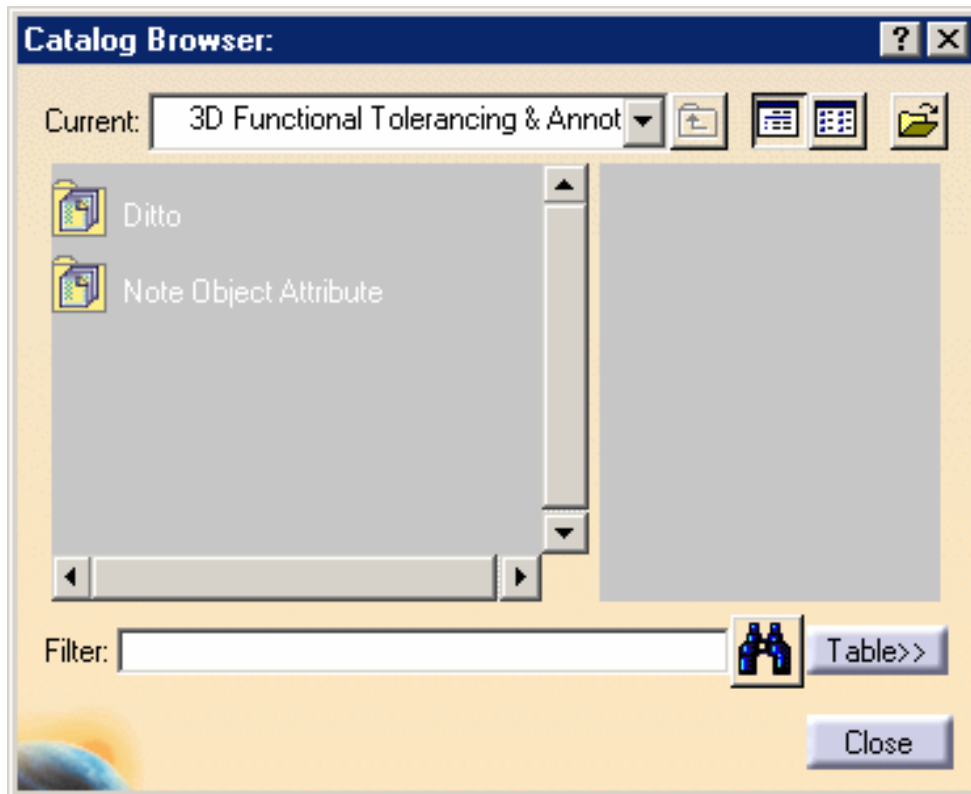 Catalog Browser:
Current: 3D Functional Tolerancing & Annot
Ditto
Note Object Attribute
Filter:
Table>>
Close